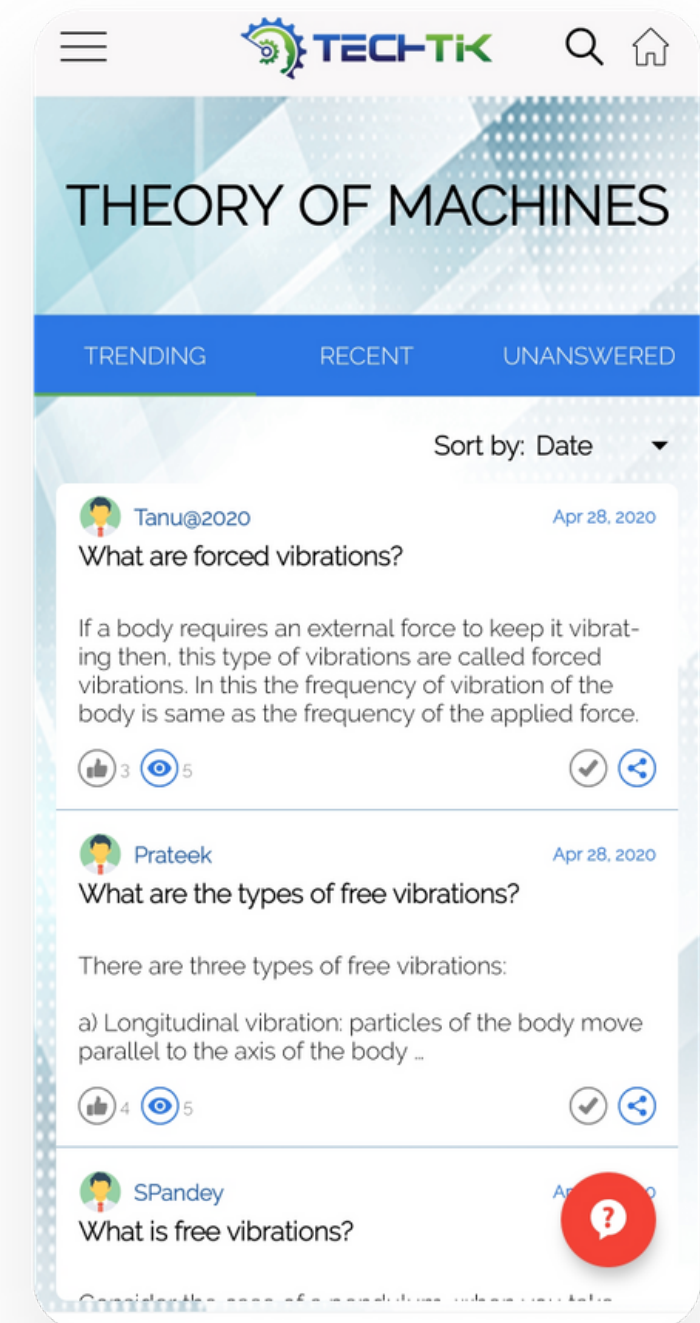 TECHTIK
THEORY OF MACHINES
TRENDING RECENT UNANSWERED
Sort by: Date
Tanu@2020 Apr 28, 2020
What are forced vibrations?
If a body requires an external force to keep it vibrat-
ing then, this type of vibrations are called forced
vibrations. In this the frequency of vibration of the
body is same as the frequency of the applied force.
3 5
Prateek Apr 28, 2020
What are the types of free vibrations?
There are three types of free vibrations:
a) Longitudinal vibration: particles of the body move
parallel to the axis of the body ...
4 5
SPandey
What is free vibrations?
?